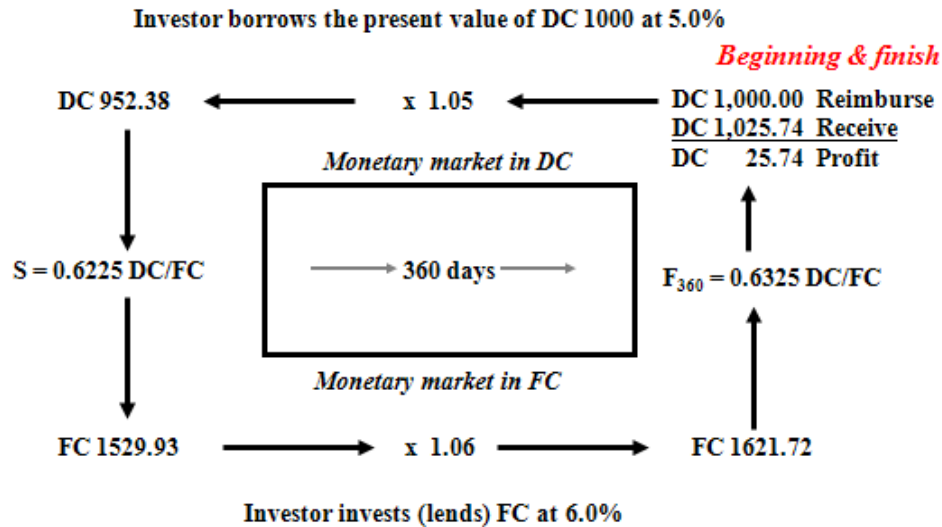 Investor borrows the present value of DC 1000 at 5.0%
Beginning & finish
DC 952.38
x 1.05
DC 1,000.00 Reimburse
DC 1,025.74 Receive
DC 25.74 Profit
Monetary market in DC
S = 0.6225 DC/FC
360 days
F360 = 0.6325 DC/FC
Monetary market in FC
FC 1529.93
x 1.06
FC 1621.72
Investor invests (lends) FC at 6.0%